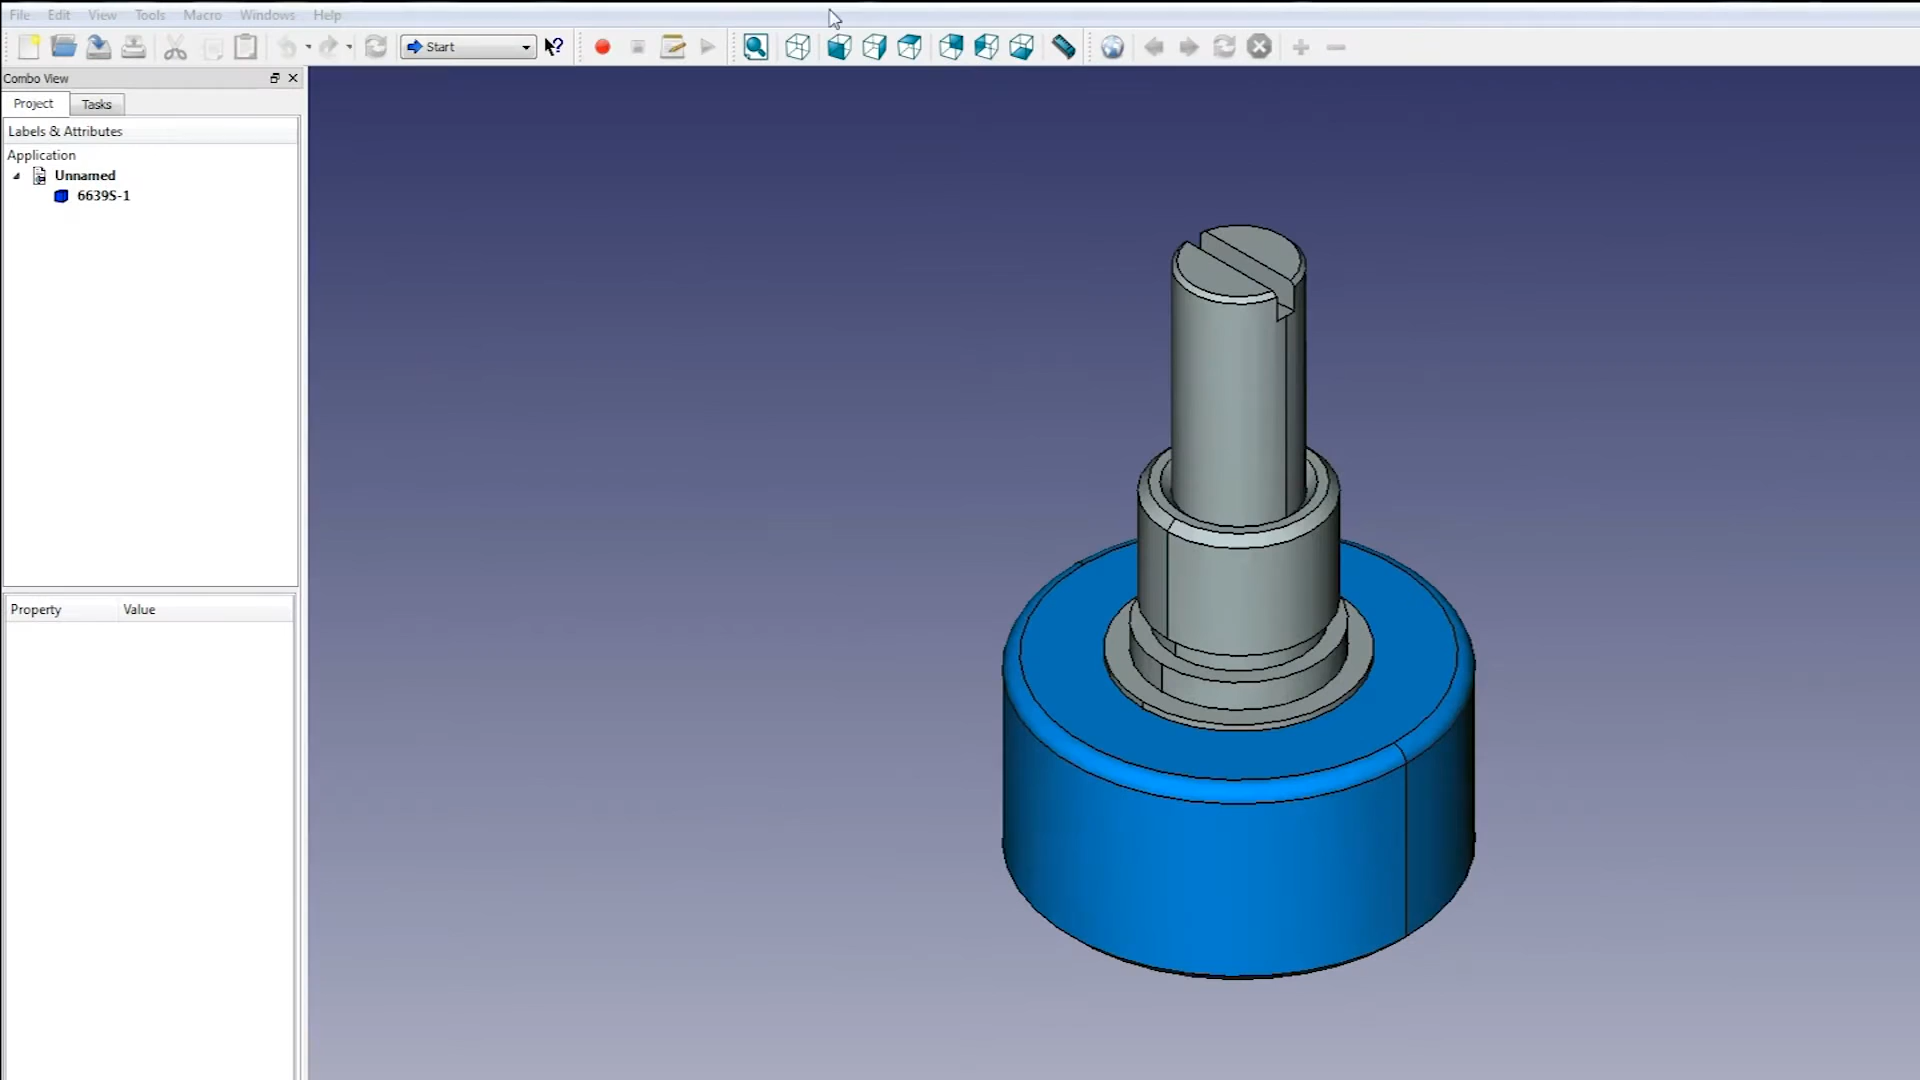 File Edit View Tools Macro Windows Help
Start
Combo View
Project Tasks
Labels & Attributes
Application
Unnamed
6639S-1
Property Value